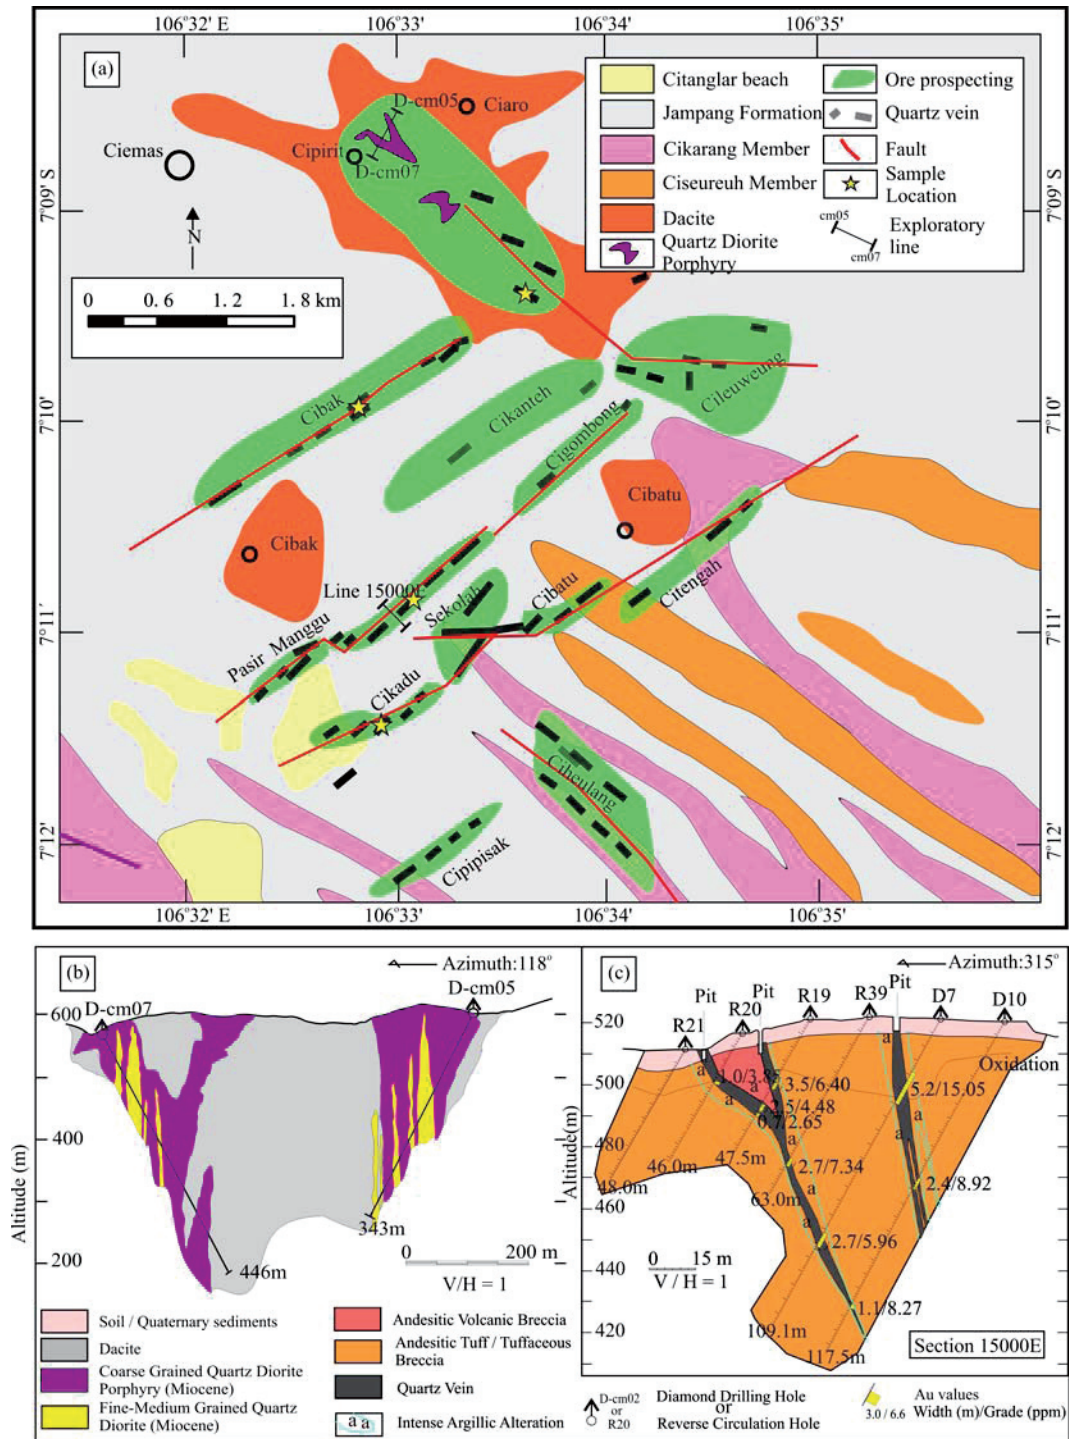 106°32' E
106°33'
106°34'
106°35'
(a)
Citanglar beach
Jampang Formation
Cikarang Member
Ciseureuh Member
Dacite
Quartz Diorite
Porphyry
Ore prospecting
Quartz vein
Fault
Sample
Location
cm05
cm07
Exploratory
line
D-cm05
Ciaro
Ciemas
Cipirit
D-cm07
7°09' S
7°09' S
N
0 0.6 1.2 1.8 km
Cibak
Cikanteh
Cileuweung
Cigombong
7°10'
7°10'
Cibatu
Cibak
Line 15000E
Sekolah
Cibatu
Citengah
7°11'
7°11'
Pasir Manggu
Cikadu
Ciheulang
Cipipisak
7°12'
7°12'
106°32' E
106°33'
106°34'
106°35'
(b)
Azimuth:118°
D-cm07
D-cm05
600
400
200
Altitude (m)
343m
446m
0 200 m
V/H = 1
Soil / Quaternary sediments
Dacite
Coarse Grained Quartz Diorite
Porphyry (Miocene)
Fine-Medium Grained Quartz
Diorite (Miocene)
Andesitic Volcanic Breccia
Andesitic Tuff / Tuffaceous
Breccia
Quartz Vein
a a
Intense Argillic Alteration
(c)
Azimuth:315°
Pit
Pit
Pit
R21
R20
R19
R39
D7
D10
520
500
480
460
440
420
Altitude(m)
Oxidation
a
a
a
a
a
a
a
a
a
a
1.0/3.85
3.5/6.40
2.5/4.48
0.7/2.65
5.2/15.05
2.7/7.34
2.4/8.92
2.7/5.96
1.1/8.27
48.0m
46.0m
47.5m
63.0m
109.1m
117.5m
0 15 m
V / H = 1
Section 15000E
D-cm02
or
R20
Diamond Drilling Hole
or
Reverse Circulation Hole
3.0 / 6.6
Au values
Width (m)/Grade (ppm)